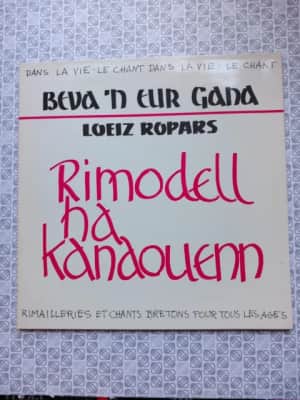 DANS LA VIE - LE CHANT DANS LA VIE - LE CHANT
BEVA 'N EUR GANA
LOEIZ ROPARS
Rimodell
ha
kanaouenn
RIMAILLERIES ET CHANTS BRETONS POUR TOUS LES AGES